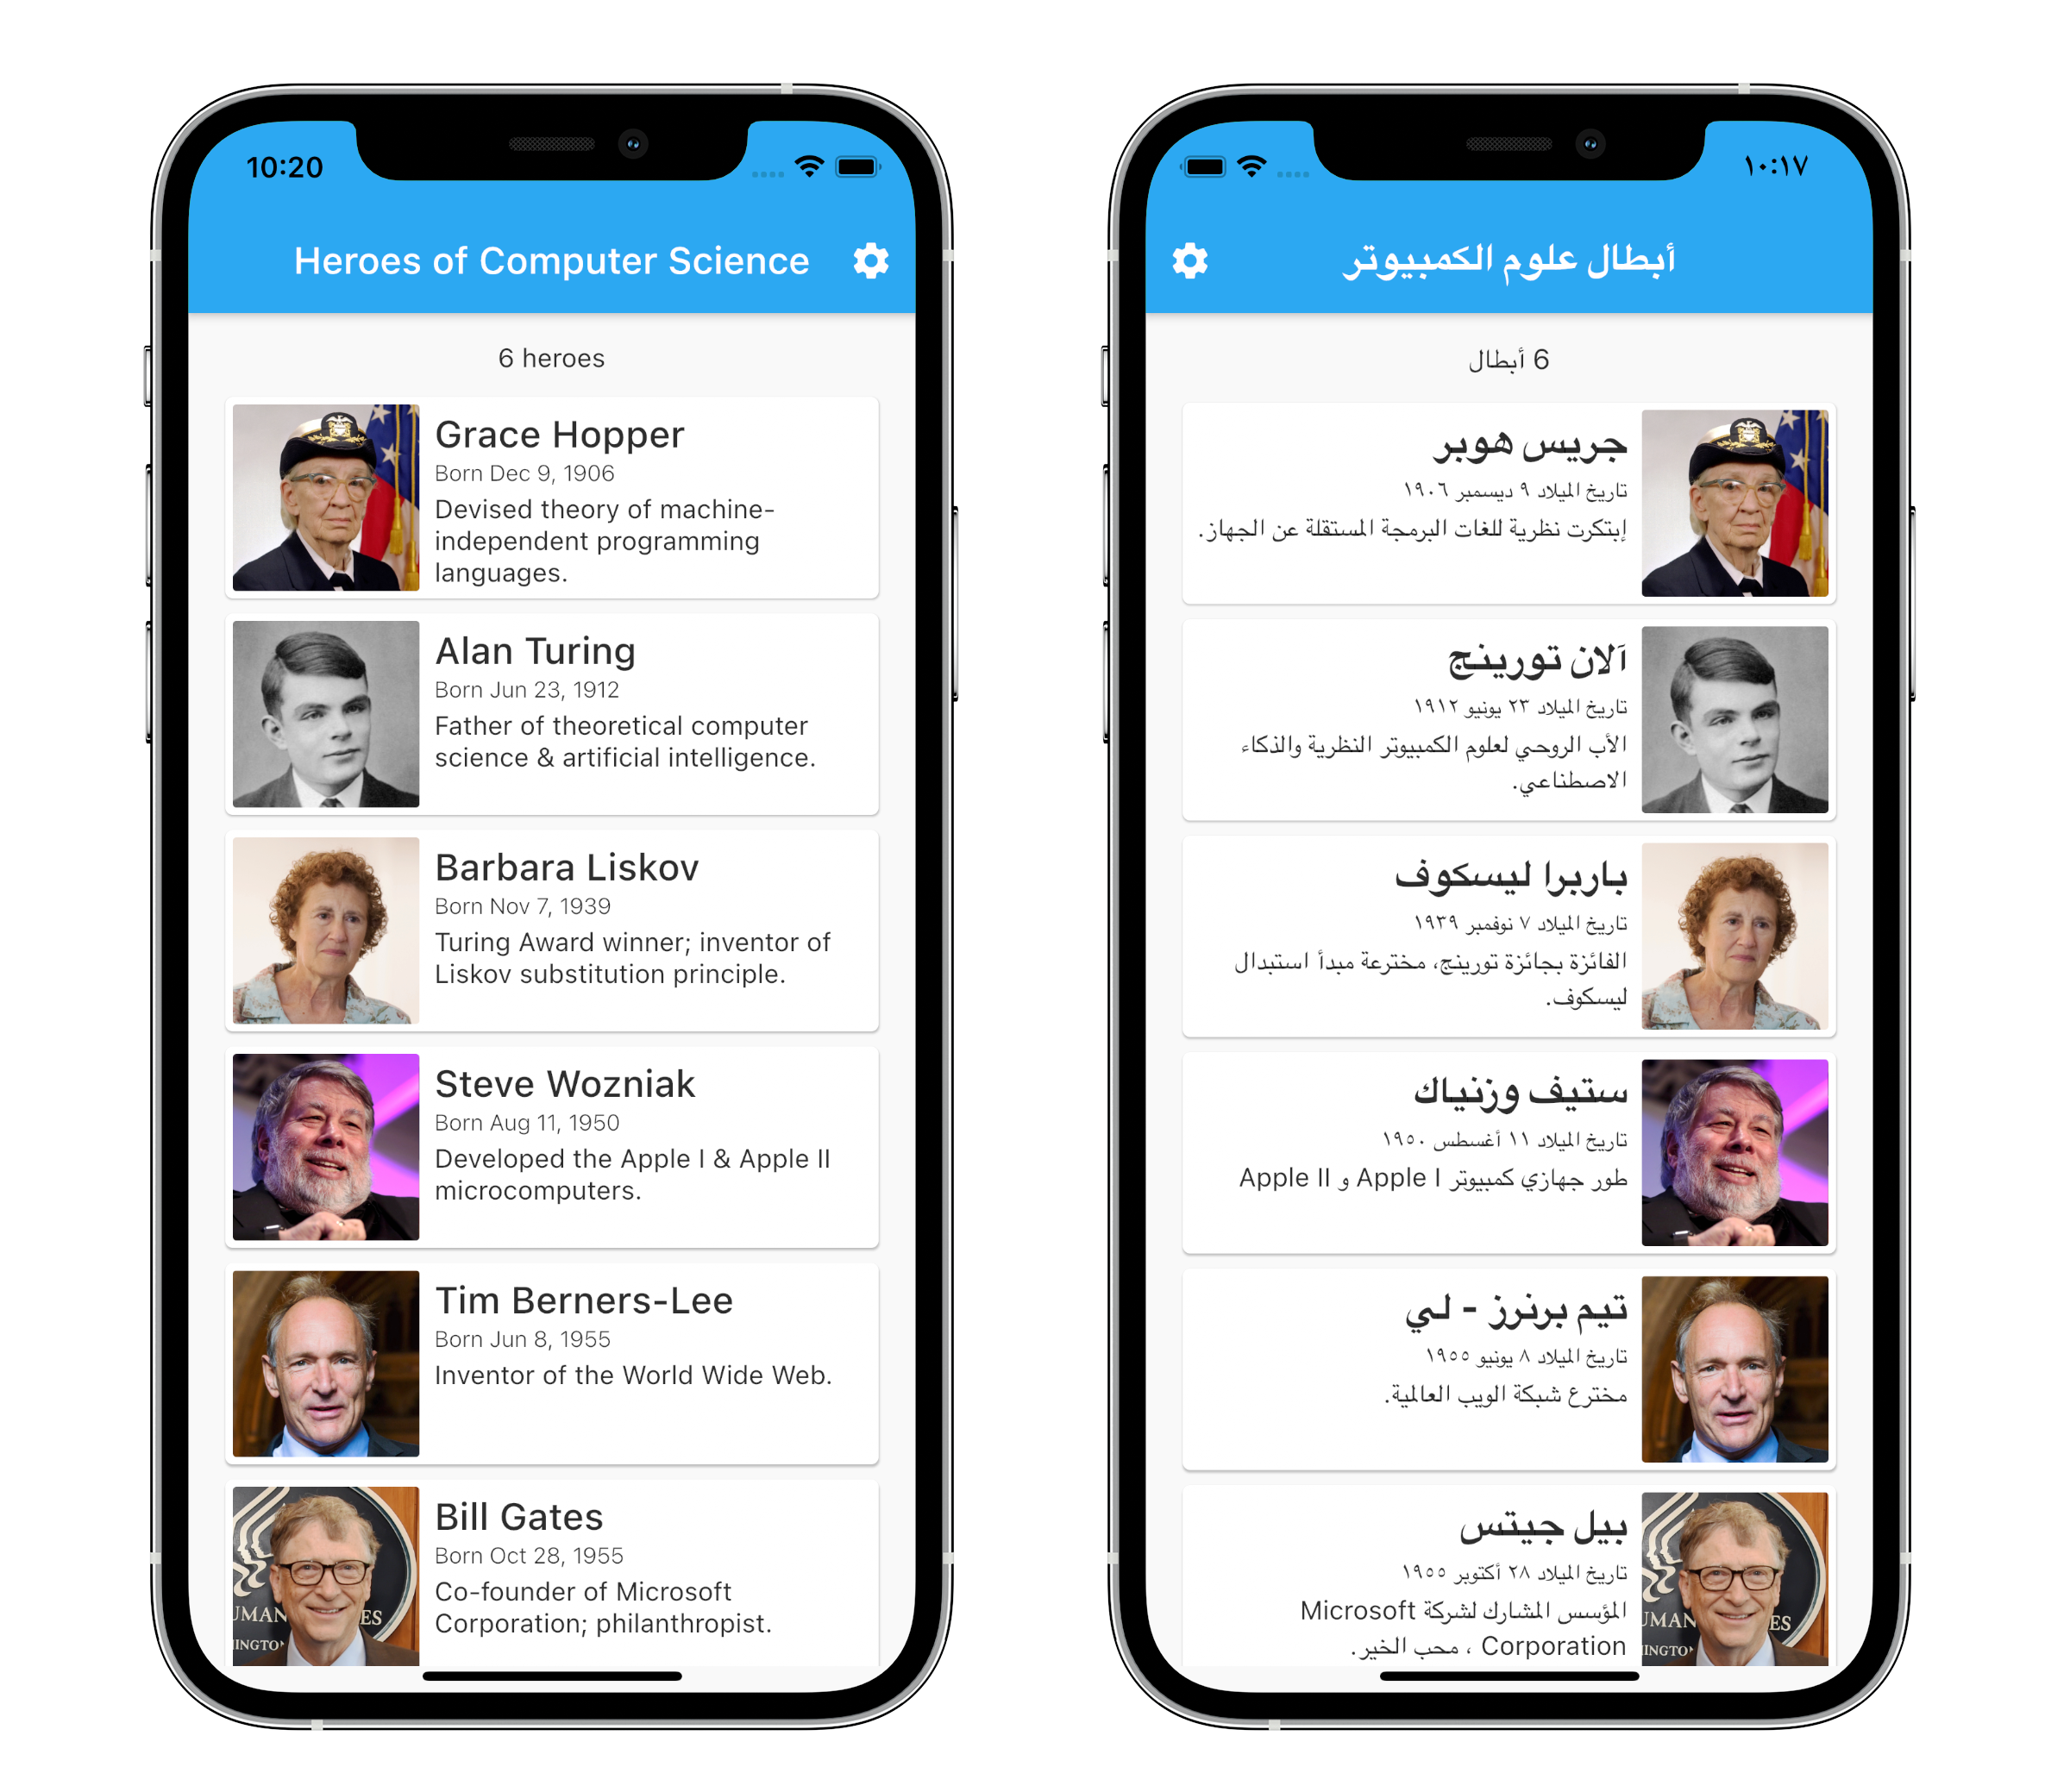 10:20
Heroes of Computer Science
6 heroes
Grace Hopper
Born Dec 9, 1906
Devised theory of machine-
independent programming
languages.
Alan Turing
Born Jun 23, 1912
Father of theoretical computer
science & artificial intelligence.
Barbara Liskov
Born Nov 7, 1939
Turing Award winner; inventor of
Liskov substitution principle.
Steve Wozniak
Born Aug 11, 1950
Developed the Apple I & Apple II
microcomputers.
Tim Berners-Lee
Born Jun 8, 1955
Inventor of the World Wide Web.
UMAN
ES
INGTO
Bill Gates
Born Oct 28, 1955
Co-founder of Microsoft
Corporation; philanthropist.
١٠:١٧
أبطال علوم الكمبيوتر
6 أبطال
جريس هوبر
تاريخ الميلاد ٩ ديسمبر ١٩٠٦
إبتكرت نظرية للغات البرمجة المستقلة عن الجهاز.
آلان تورينج
تاريخ الميلاد ٢٣ يونيو ١٩١٢
الأب الروحي لعلوم الكمبيوتر النظرية والذكاء
الاصطناعي.
باربرا ليسكوف
تاريخ الميلاد ٧ نوفمبر ١٩٣٩
الفائزة بجائزة تورينج، مخترعة مبدأ استبدال
ليسكوف.
ستيف وزنياك
تاريخ الميلاد ١١ أغسطس ١٩٥٠
طور جهازي كمبيوتر Apple I و Apple II
تيم برنرز - لي
تاريخ الميلاد ٨ يونيو ١٩٥٥
مخترع شبكة الويب العالمية.
UMAN
ES
INGTO
بيل جيتس
تاريخ الميلاد ٢٨ أكتوبر ١٩٥٥
المؤسس المشارك لشركة Microsoft
Corporation ، محب الخير.